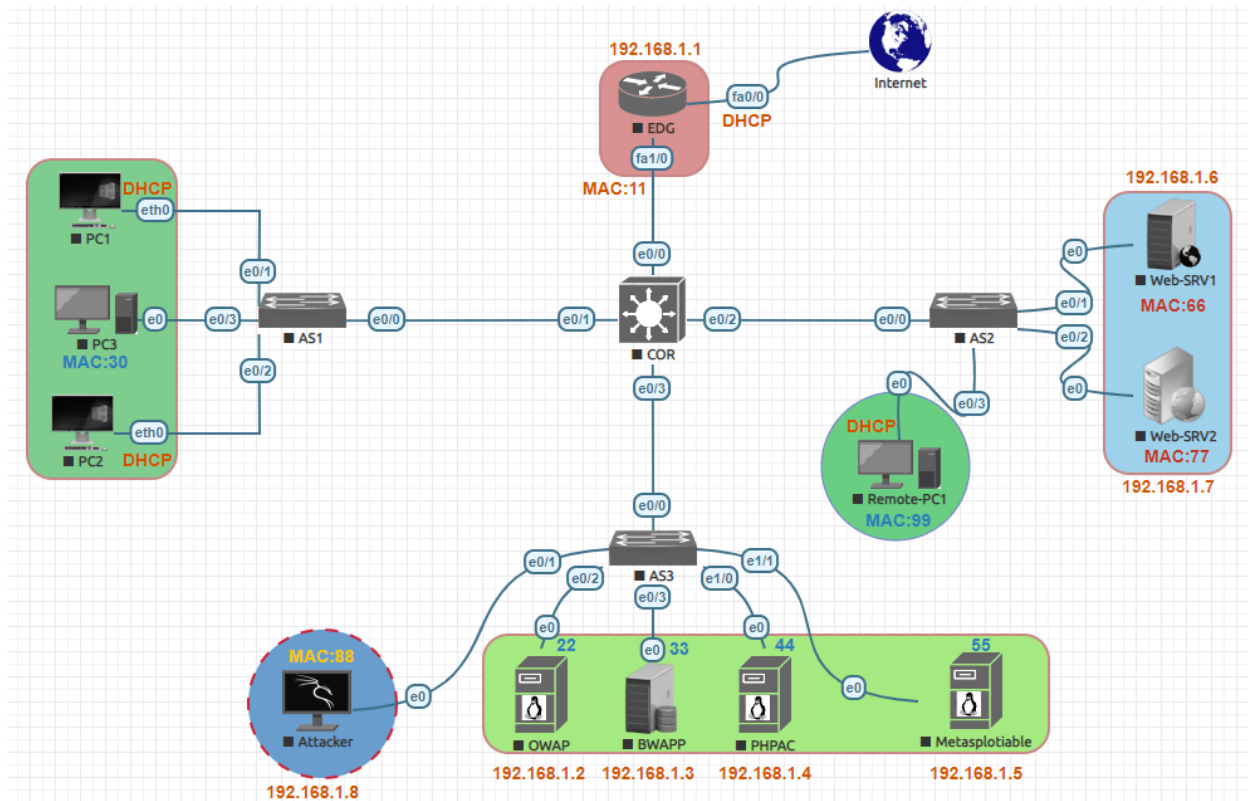 192.168.1.1
Internet
fa0/0
EDG
DHCP
fa1/0
MAC:11
DHCP
eth0
PC1
e0/1
e0
e0/3
PC3
MAC:30
AS1
e0/0
e0/2
eth0
PC2
DHCP
e0/0
e0/1
COR
e0/2
e0/3
e0/0
AS2
e0/1
e0/2
e0/3
192.168.1.6
e0
Web-SRV1
MAC:66
e0
Web-SRV2
MAC:77
192.168.1.7
e0
DHCP
Remote-PC1
MAC:99
e0/0
e0/1
AS3
e1/1
e0/2
e0/3
e1/0
MAC:88
e0
Attacker
192.168.1.8
e0
22
e0
33
e0
44
e0
55
OWAP
BWAPP
PHPAC
Metasplotiable
192.168.1.2
192.168.1.3
192.168.1.4
192.168.1.5